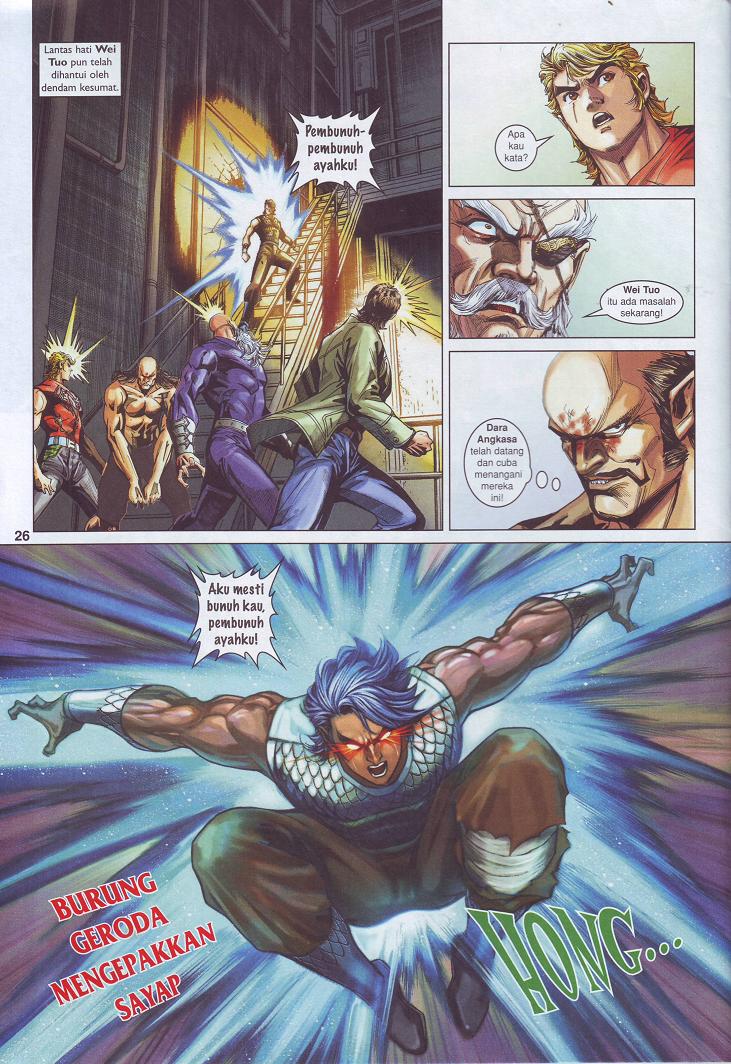 Lantas hati Wei
Tuo pun telah
dihantui oleh
dendam kesumat.
Pembunuh-
pembunuh
ayahku!
Apa
kau
kata?
Wei Tuo
itu ada masalah
sekarang!
Dara
Angkasa
telah datang
dan cuba
menangani
mereka
ini!
26
Aku mesti
bunuh kau,
pembunuh
ayahku!
BURUNG
GERODA
MENGEPAKKAN
SAYAP
HONG...